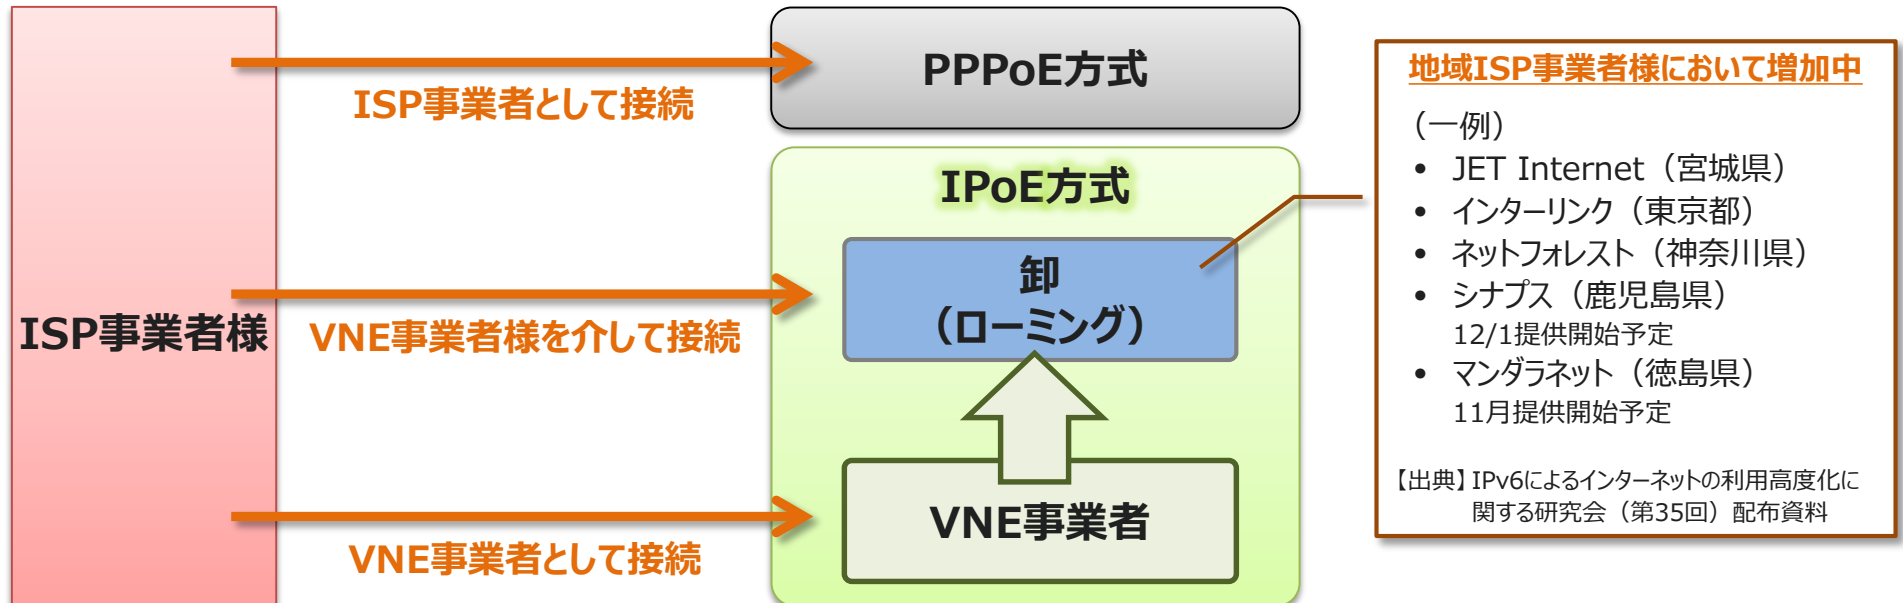 ISP事業者様
ISP事業者として接続
VNE事業者様を介して接続
VNE事業者として接続
PPPoE方式
IPoE方式
卸
（ローミング）
VNE事業者
地域ISP事業者様において増加中
（一例）
• JET Internet（宮城県）
• インターリンク（東京都）
• ネットフォレスト（神奈川県）
• シナプス（鹿児島県）
12/1提供開始予定
• マンダラネット（徳島県）
11月提供開始予定
【出典】IPv6によるインターネットの利用高度化に
関する研究会（第35回）配布資料